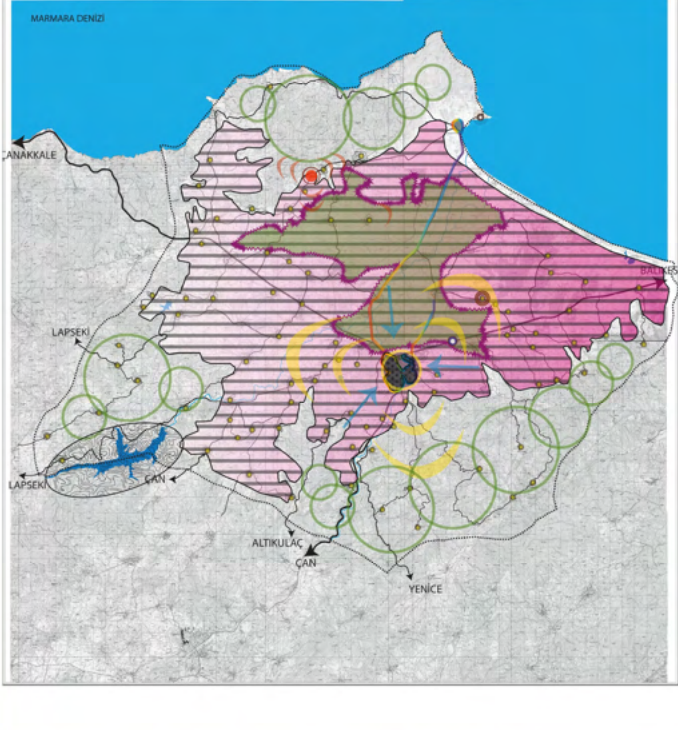 MARMARA DENİZİ
ÇANAKKALE
BALIKES
LAPSEKİ
LAPSEKİ
ÇAN
ALTIKULAÇ
ÇAN
YENİCE